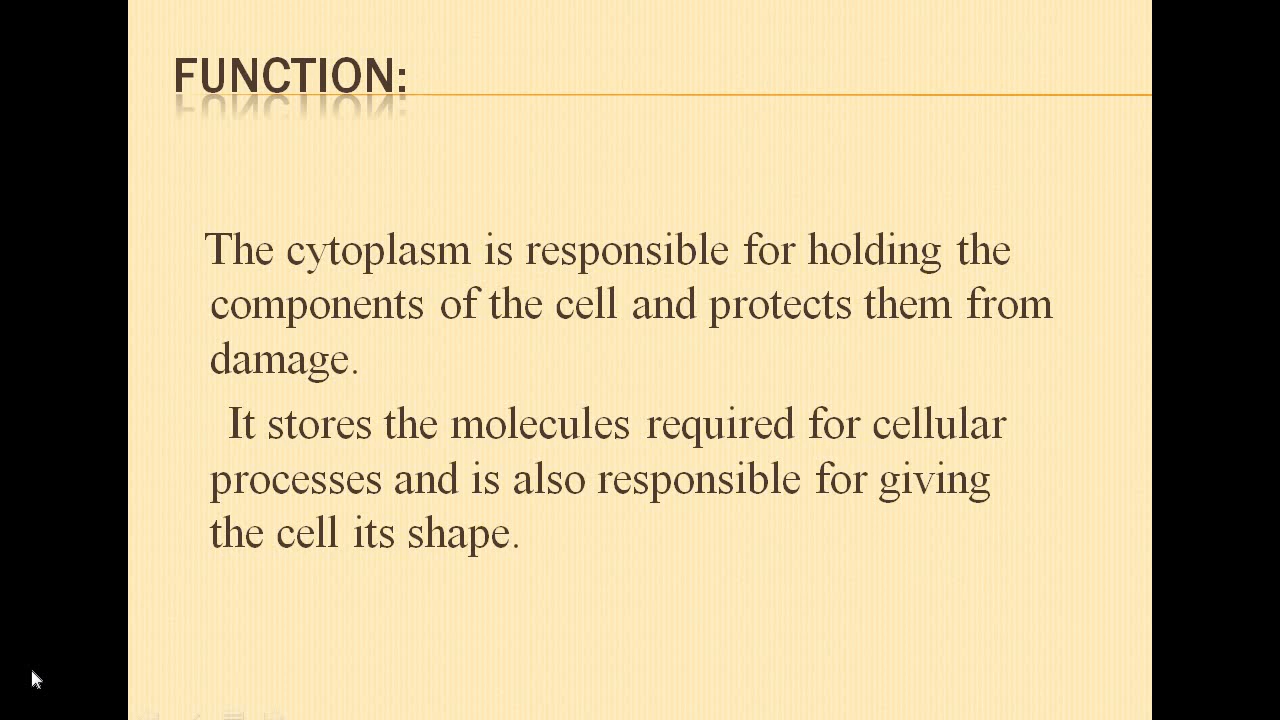 FUNCTION:
The cytoplasm is responsible for holding the
components of the cell and protects them from
damage.
It stores the molecules required for cellular
processes and is also responsible for giving
the cell its shape.